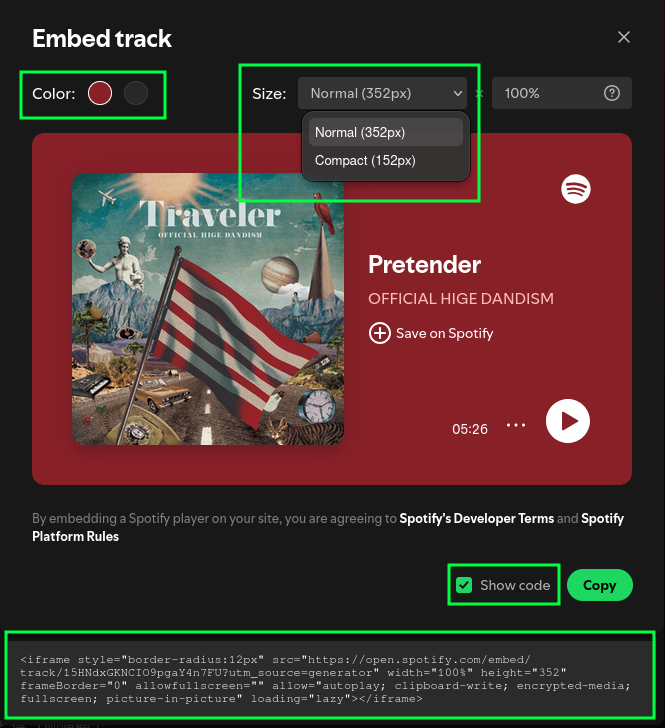 Embed track
Color:
Size: Normal (352px) × 100%
Normal (352px)
Compact (152px)
Traveler
OFFICIAL HIGE DANDISM
Pretender
OFFICIAL HIGE DANDISM
Save on Spotify
05:26
By embedding a Spotify player on your site, you are agreeing to Spotify's Developer Terms and Spotify
Platform Rules
Show code Copy
<iframe style="border-radius:12px" src="https://open.spotify.com/embed/
track/15HNdxGKNCIO9pgaY4n7FU?utm_source=generator" width="100%" height="352"
frameBorder="0" allowfullscreen="" allow="autoplay; clipboard-write; encrypted-media;
fullscreen; picture-in-picture" loading="lazy"></iframe>